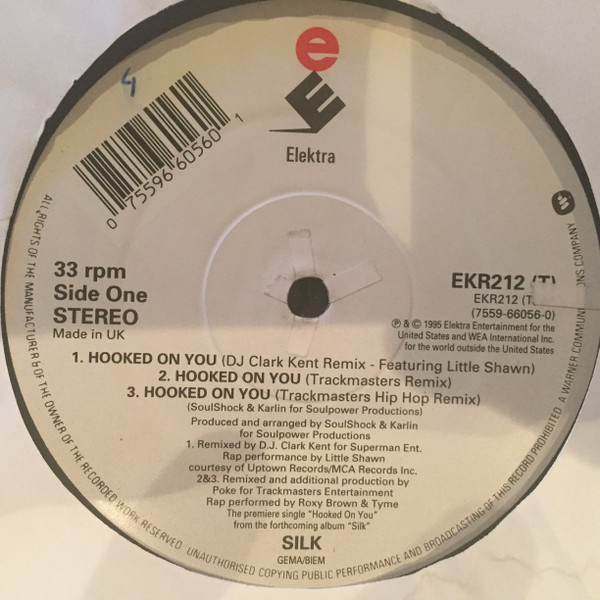 4
e
E
Elektra
0 75596 60560 1
33 rpm
Side One
STEREO
Made in UK
EKR212 (T)
EKR212 (T
(7559-66056-0)
℗ & © 1995 Elektra Entertainment for the
United States and WEA International Inc.
for the world outside the United States
1. HOOKED ON YOU (DJ Clark Kent Remix - Featuring Little Shawn)
2. HOOKED ON YOU (Trackmasters Remix)
3. HOOKED ON YOU (Trackmasters Hip Hop Remix)
(SoulShock & Karlin for Soulpower Productions)
Produced and arranged by SoulShock & Karlin
for Soulpower Productions
1. Remixed by D.J. Clark Kent for Superman Ent.
Rap performance by Little Shawn
courtesy of Uptown Records/MCA Records Inc.
2&3. Remixed and additional production by
Poke for Trackmasters Entertainment
Rap performed by Roxy Brown & Tyme
The premiere single "Hooked On You"
from the forthcoming album "Silk"
SILK
GEMA/BIEM
ALL RIGHTS OF THE MANUFACTURER & OF THE OWNER OF THE RECORDED WORK RESERVED. UNAUTHORISED COPYING PUBLIC PERFORMANCE AND BROADCASTING OF THIS RECORD PROHIBITED. A WARNER COMMUN ONS COMPANY